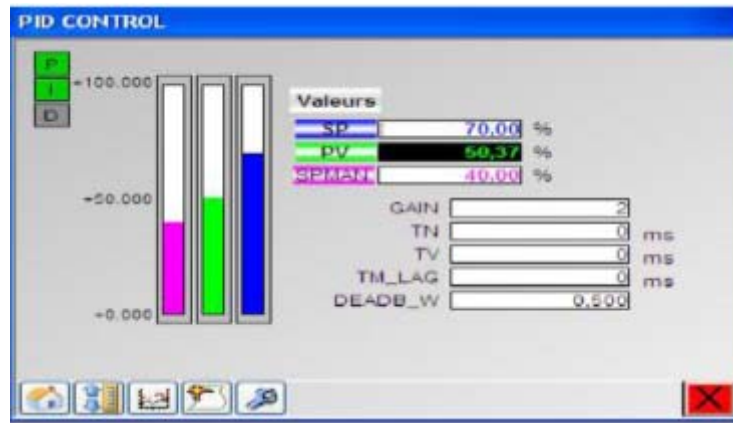 PID CONTROL
P
I
D
+100.000
+50.000
+0.000
Valeurs
SP 70,00 %
PV 50,37 %
SPMAN 40,00 %
GAIN 2
TN 0 ms
TV 0 ms
TM_LAG 0 ms
DEADB_W 0,500